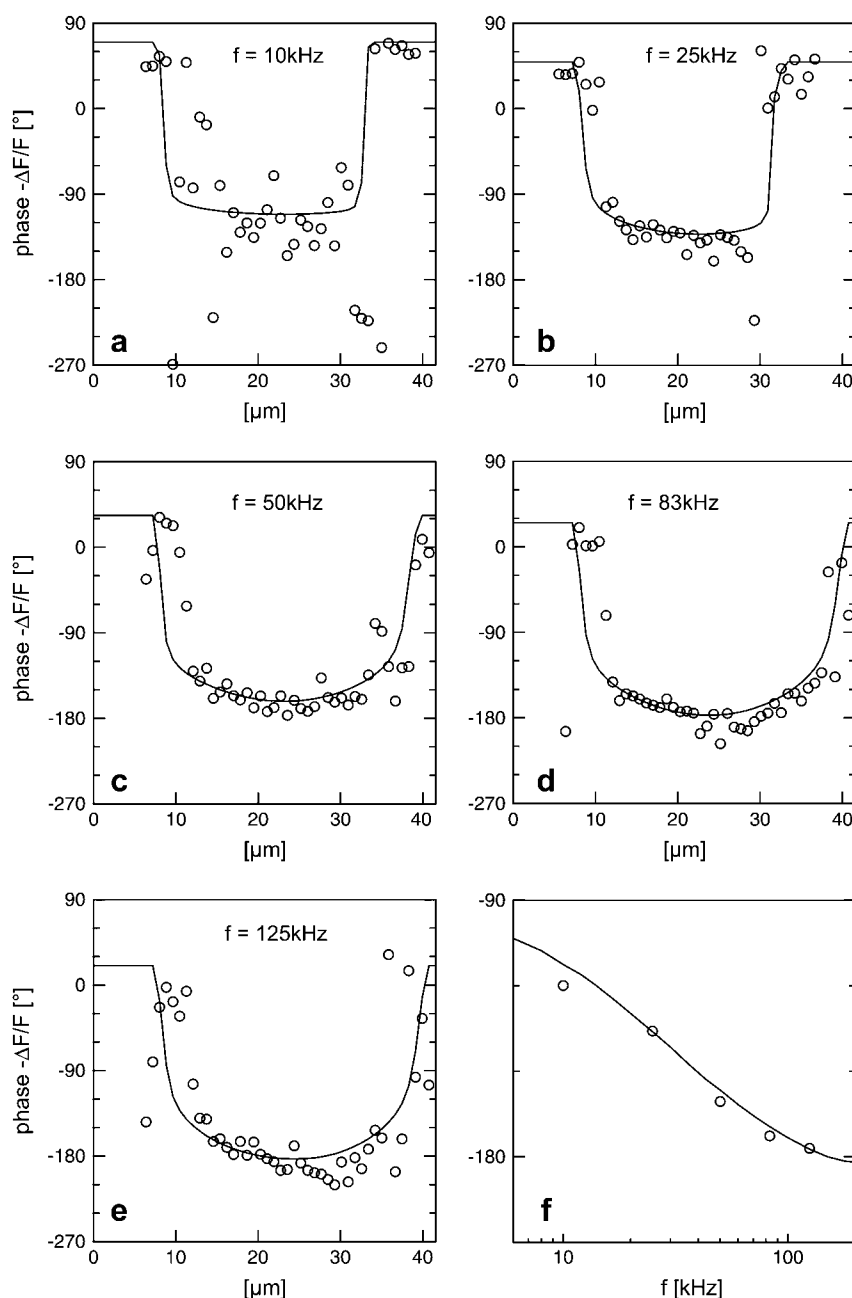 90
0
-90
-180
-270
phase -ΔF/F [°]
f = 10kHz
a
0 10 20 30 40
[µm]
90
0
-90
-180
-270
f = 25kHz
b
0 10 20 30 40
[µm]
90
0
-90
-180
-270
phase -ΔF/F [°]
f = 50kHz
c
0 10 20 30 40
[µm]
90
0
-90
-180
-270
f = 83kHz
d
0 10 20 30 40
[µm]
90
0
-90
-180
-270
phase -ΔF/F [°]
f = 125kHz
e
0 10 20 30 40
[µm]
-90
-180
f
10 100
f [kHz]